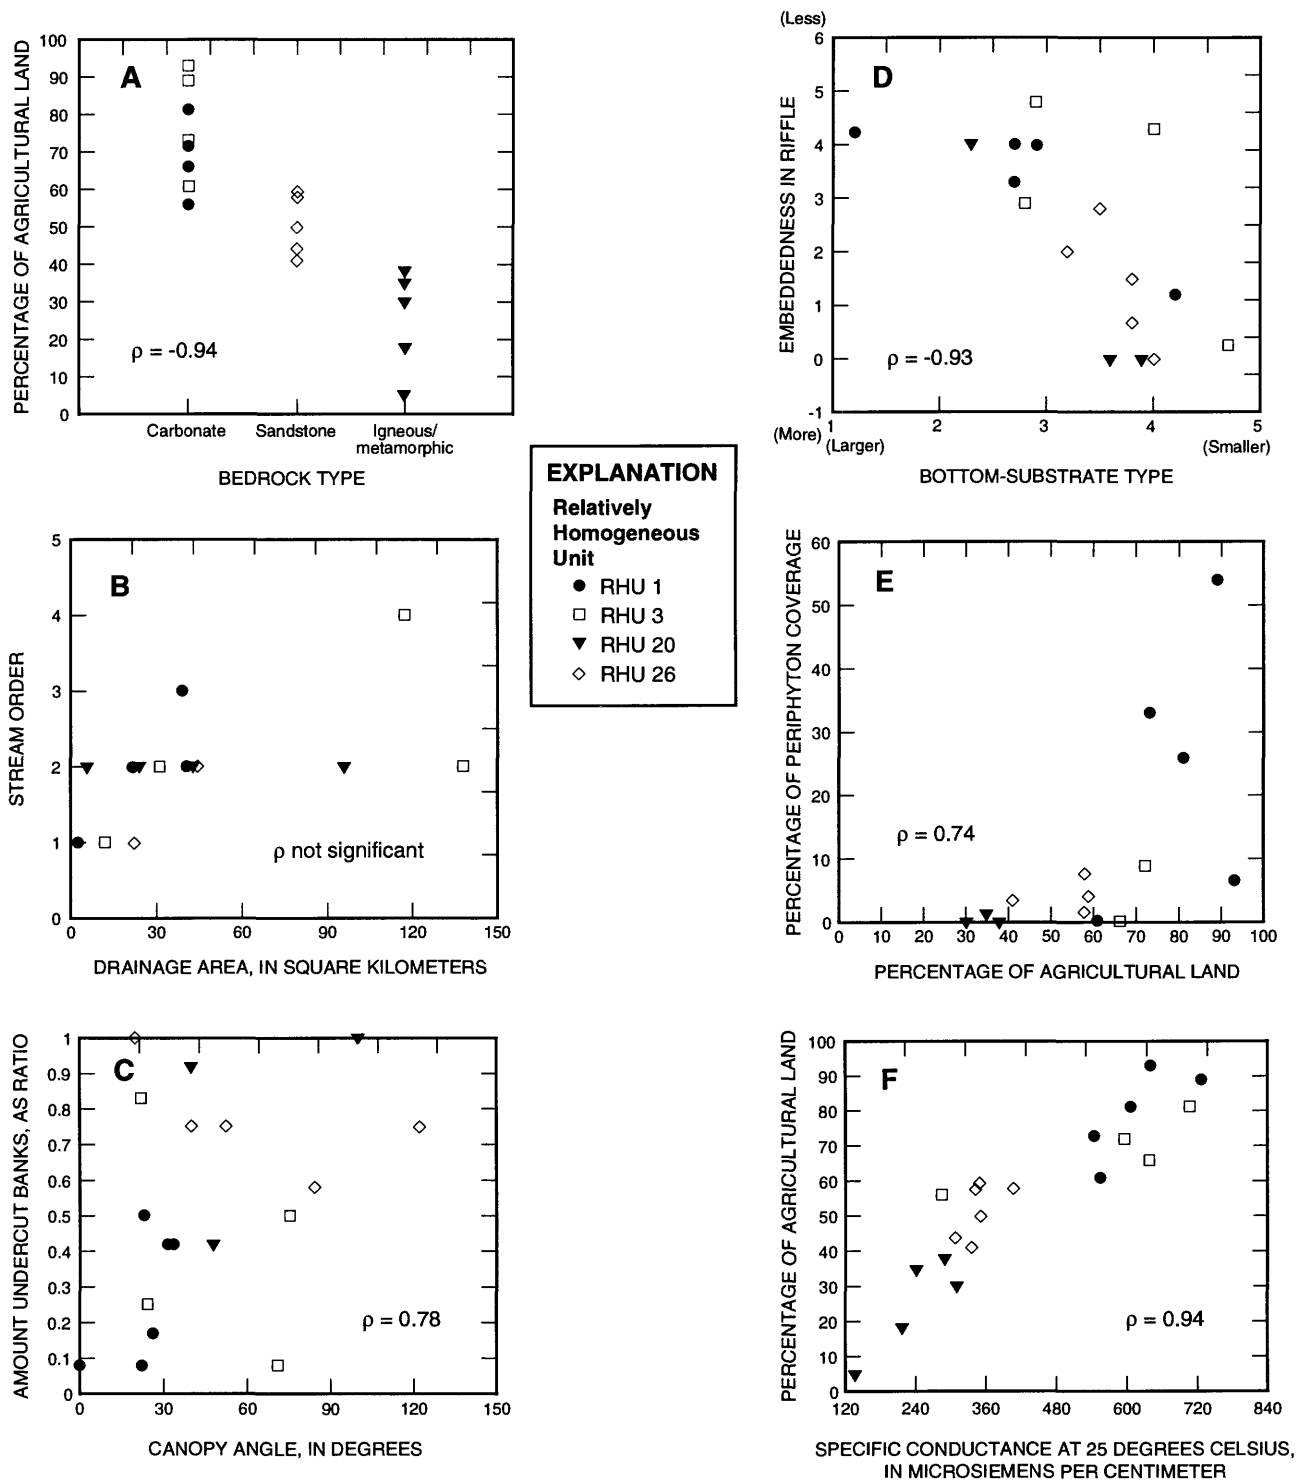 A
PERCENTAGE OF AGRICULTURAL LAND
100
90
80
70
60
50
40
30
20
10
0
ρ = -0.94
Carbonate
Sandstone
Igneous/
metamorphic
BEDROCK TYPE
B
STREAM ORDER
5
4
3
2
1
0
ρ not significant
0 30 60 90 120 150
DRAINAGE AREA, IN SQUARE KILOMETERS
C
AMOUNT UNDERCUT BANKS, AS RATIO
1
0.9
0.8
0.7
0.6
0.5
0.4
0.3
0.2
0.1
0
ρ = 0.78
0 30 60 90 120 150
CANOPY ANGLE, IN DEGREES
EXPLANATION
Relatively
Homogeneous
Unit
RHU 1
RHU 3
RHU 20
RHU 26
D
(Less)
EMBEDDEDNESS IN RIFFLE
6
5
4
3
2
1
0
-1
(More)
ρ = -0.93
1 2 3 4 5
(Larger) (Smaller)
BOTTOM-SUBSTRATE TYPE
E
PERCENTAGE OF PERIPHYTON COVERAGE
60
50
40
30
20
10
0
ρ = 0.74
0 10 20 30 40 50 60 70 80 90 100
PERCENTAGE OF AGRICULTURAL LAND
F
PERCENTAGE OF AGRICULTURAL LAND
100
90
80
70
60
50
40
30
20
10
0
ρ = 0.94
120 240 360 480 600 720 840
SPECIFIC CONDUCTANCE AT 25 DEGREES CELSIUS,
IN MICROSIEMENS PER CENTIMETER